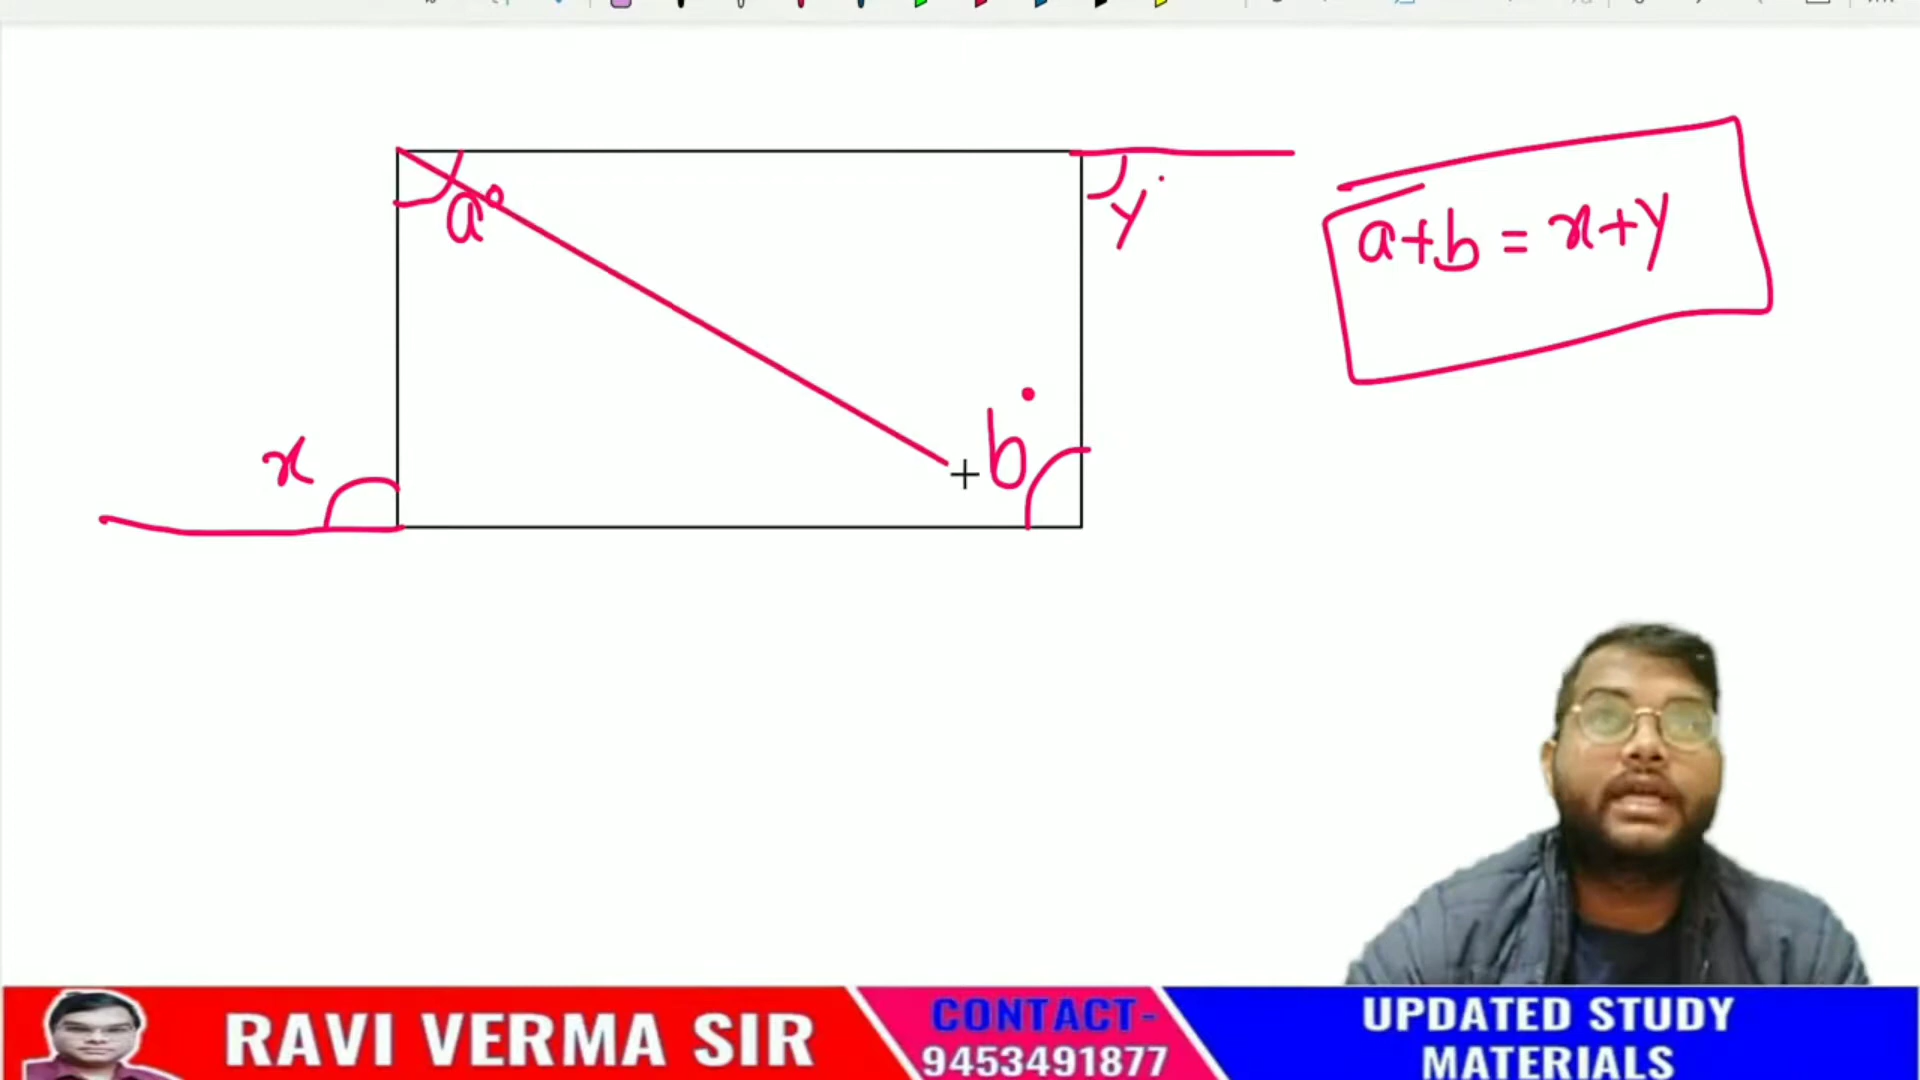 a°
y
a+b = x+y
b
x
RAVI VERMA SIR
CONTACT-
9453491877
UPDATED STUDY
MATERIALS